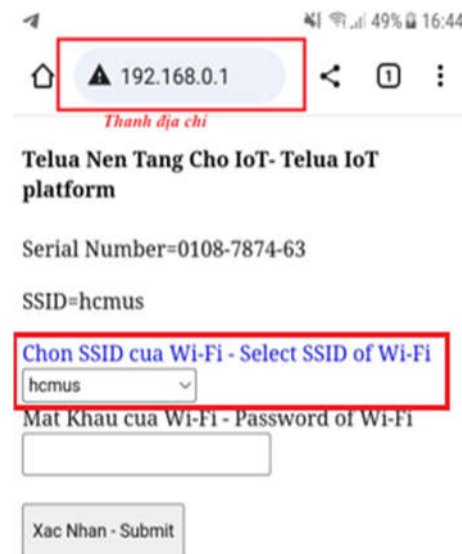 49% 16:44
192.168.0.1
1
Thanh địa chỉ
Telua Nen Tang Cho IoT- Telua IoT
platform
Serial Number=0108-7874-63
SSID=hcmus
Chon SSID cua Wi-Fi - Select SSID of Wi-Fi
hcmus
Mat Khau cua Wi-Fi - Password of Wi-Fi
Xac Nhan - Submit